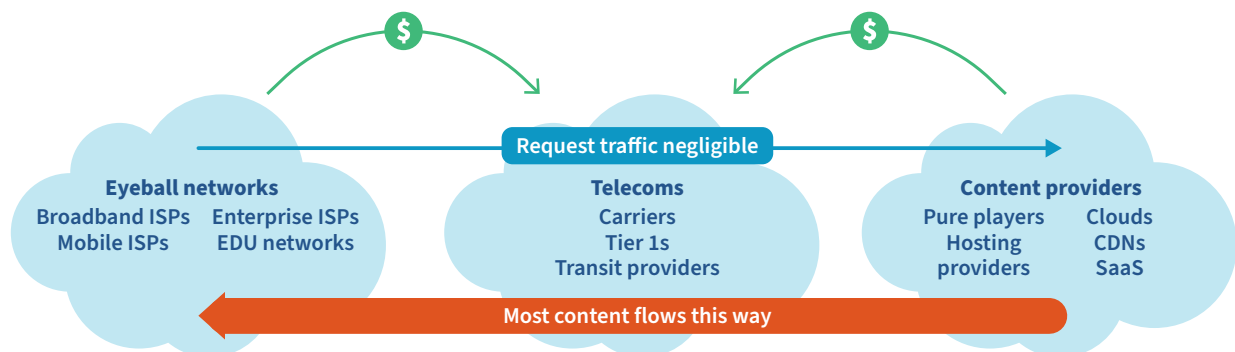 $
$
Request traffic negligible
Eyeball networks
Broadband ISPs
Enterprise ISPs
Mobile ISPs
EDU networks
Telecoms
Carriers
Tier 1s
Transit providers
Content providers
Pure players
Hosting
providers
Clouds
CDNs
SaaS
Most content flows this way